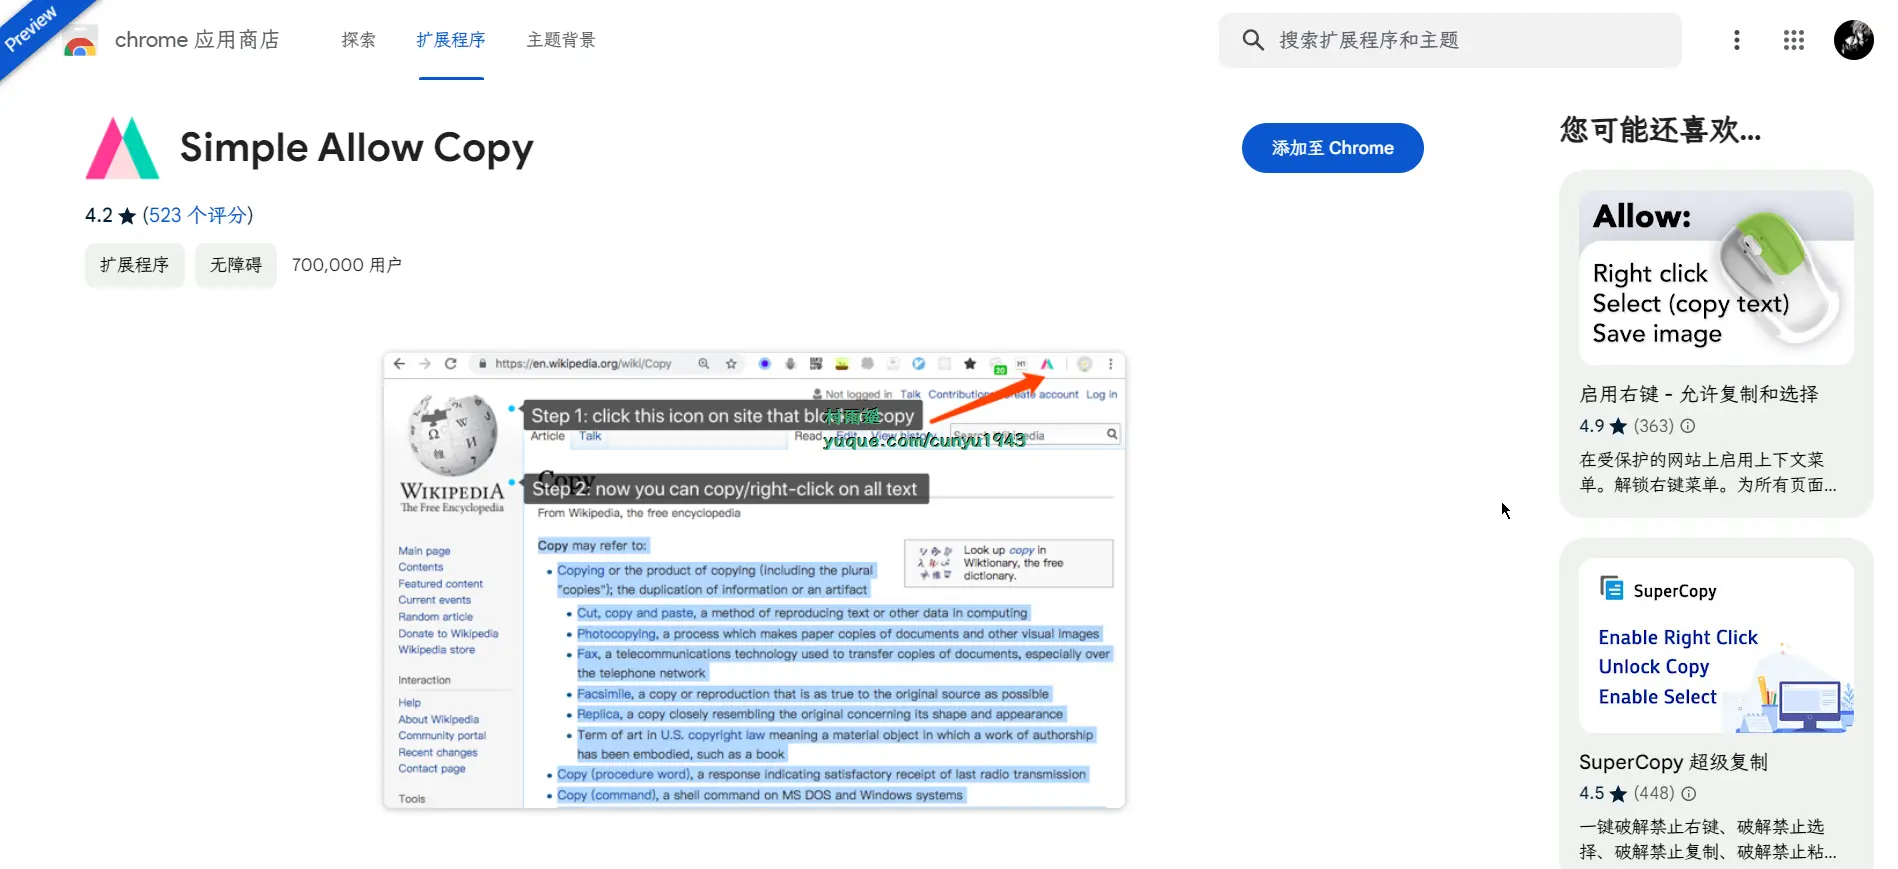 Preview
chrome 应用商店
探索
扩展程序
主题背景
搜索扩展程序和主题
Simple Allow Copy
添加至 Chrome
4.2 ★ (523 个评分)
扩展程序
无障碍
700,000 用户
https://en.wikipedia.org/wiki/Copy
20
H1
Not logged in Talk Contributions Create account Log in
Step 1: click this icon on site that block copy
村雨遥
Article Talk
Read Edit View history
Search Wikipedia
yuque.com/cunyu1943
Copy
Step 2: now you can copy/right-click on all text
WIKIPEDIA
The Free Encyclopedia
From Wikipedia, the free encyclopedia
Main page
Contents
Featured content
Current events
Random article
Donate to Wikipedia
Wikipedia store
Interaction
Help
About Wikipedia
Community portal
Recent changes
Contact page
Tools
Copy may refer to:
Look up copy in
Wiktionary, the free
dictionary.
• Copying or the product of copying (including the plural
"copies"); the duplication of information or an artifact
• Cut, copy and paste, a method of reproducing text or other data in computing
• Photocopying, a process which makes paper copies of documents and other visual images
• Fax, a telecommunications technology used to transfer copies of documents, especially over
the telephone network
• Facsimile, a copy or reproduction that is as true to the original source as possible
• Replica, a copy closely resembling the original concerning its shape and appearance
• Term of art in U.S. copyright law meaning a material object in which a work of authorship
has been embodied, such as a book
• Copy (procedure word), a response indicating satisfactory receipt of last radio transmission
• Copy (command), a shell command on MS DOS and Windows systems
您可能还喜欢...
Allow:
Right click
Select (copy text)
Save image
启用右键 - 允许复制和选择
4.9 ★ (363)
在受保护的网站上启用上下文菜
单。解锁右键菜单。为所有页面...
SuperCopy
Enable Right Click
Unlock Copy
Enable Select
SuperCopy 超级复制
4.5 ★ (448)
一键破解禁止右键、破解禁止选
择、破解禁止复制、破解禁止粘...